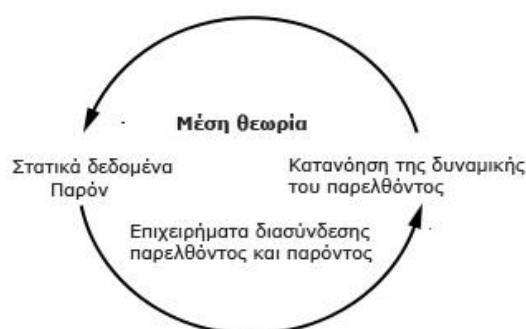 Μέση θεωρία
Στατικά δεδομένα
Παρόν
Κατανόηση της δυναμικής
του παρελθόντος
Επιχειρήματα διασύνδεσης
παρελθόντος και παρόντος